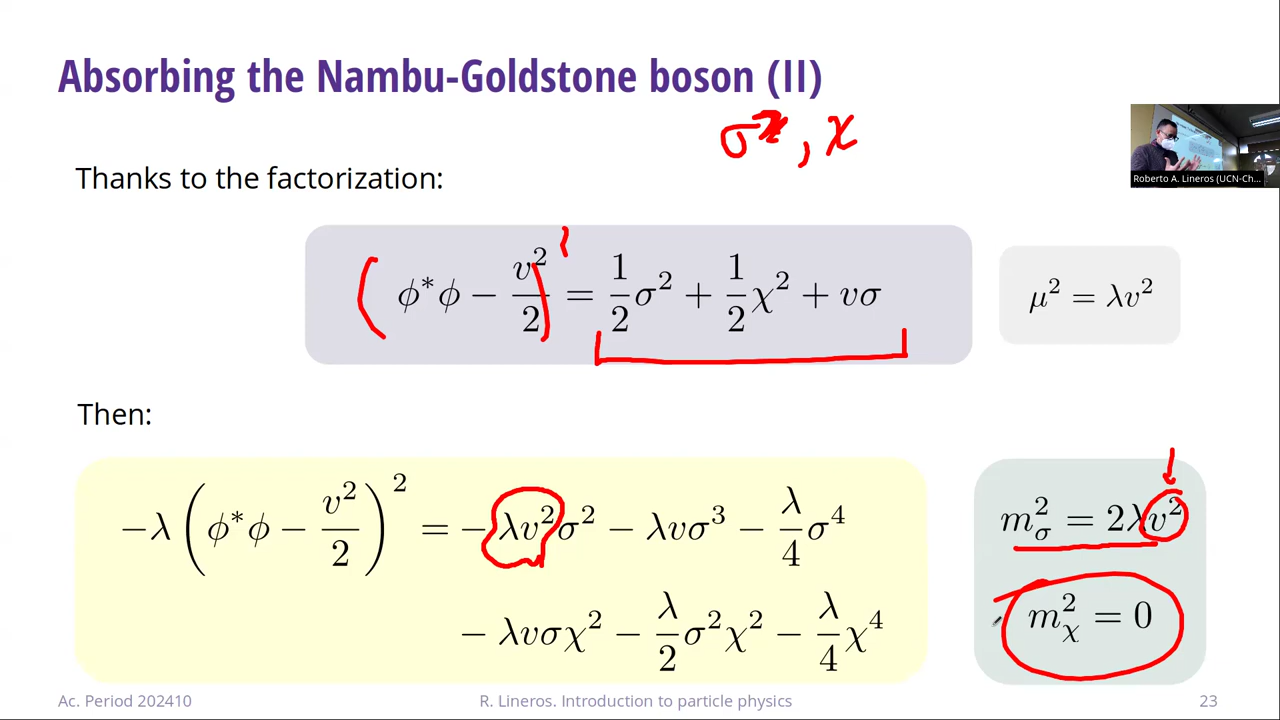 Absorbing the Nambu-Goldstone boson (II)
σ , χ
Roberto A. Lineros (UCN-Ch...
Thanks to the factorization:
( φ*φ − v²/2 ) = 1/2 σ² + 1/2 χ² + vσ
μ² = λv²
Then:
−λ (φ*φ − v²/2)² = − λv²σ² − λvσ³ − λ/4 σ⁴
− λvσχ² − λ/2 σ²χ² − λ/4 χ⁴
m²_σ = 2λv²
m²_χ = 0
Ac. Period 202410
R. Lineros. Introduction to particle physics
23